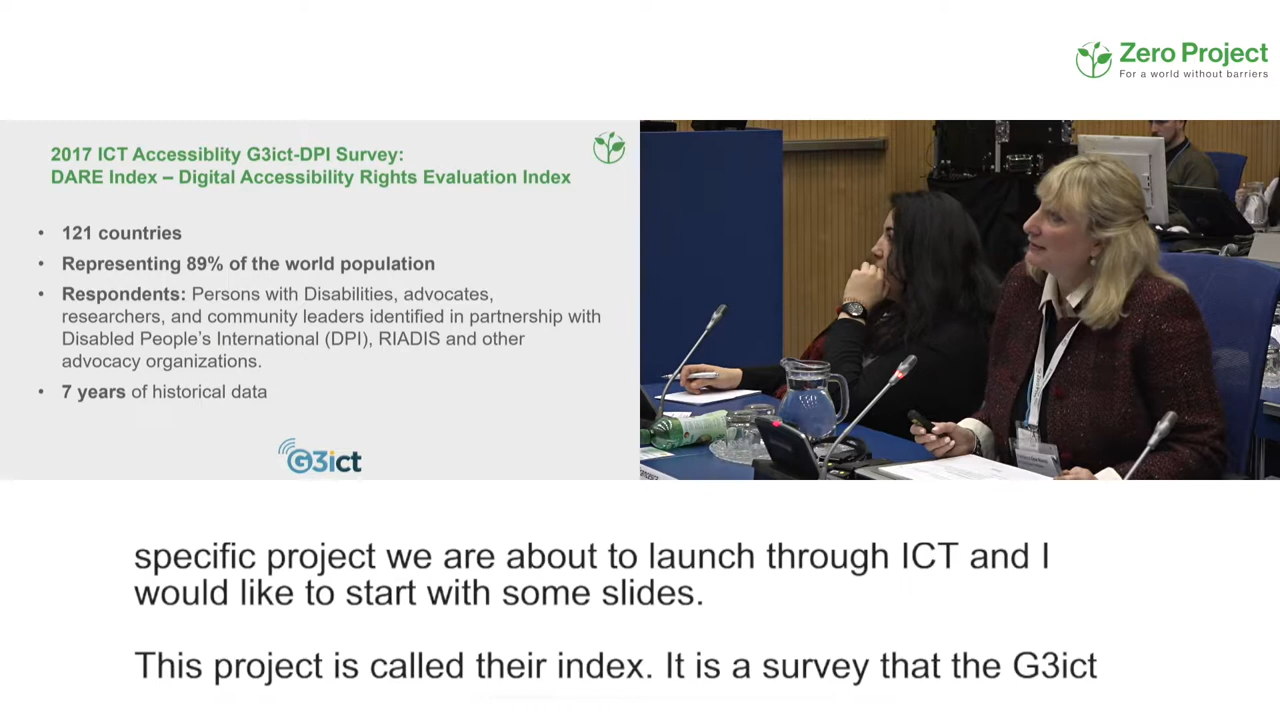 Zero Project
For a world without barriers
2017 ICT Accessiblity G3ict-DPI Survey:
DARE Index – Digital Accessibility Rights Evaluation Index
• 121 countries
• Representing 89% of the world population
• Respondents: Persons with Disabilities, advocates,
researchers, and community leaders identified in partnership with
Disabled People's International (DPI), RIADIS and other
advocacy organizations.
• 7 years of historical data
G3ict
specific project we are about to launch through ICT and I
would like to start with some slides.
This project is called their index. It is a survey that the G3ict